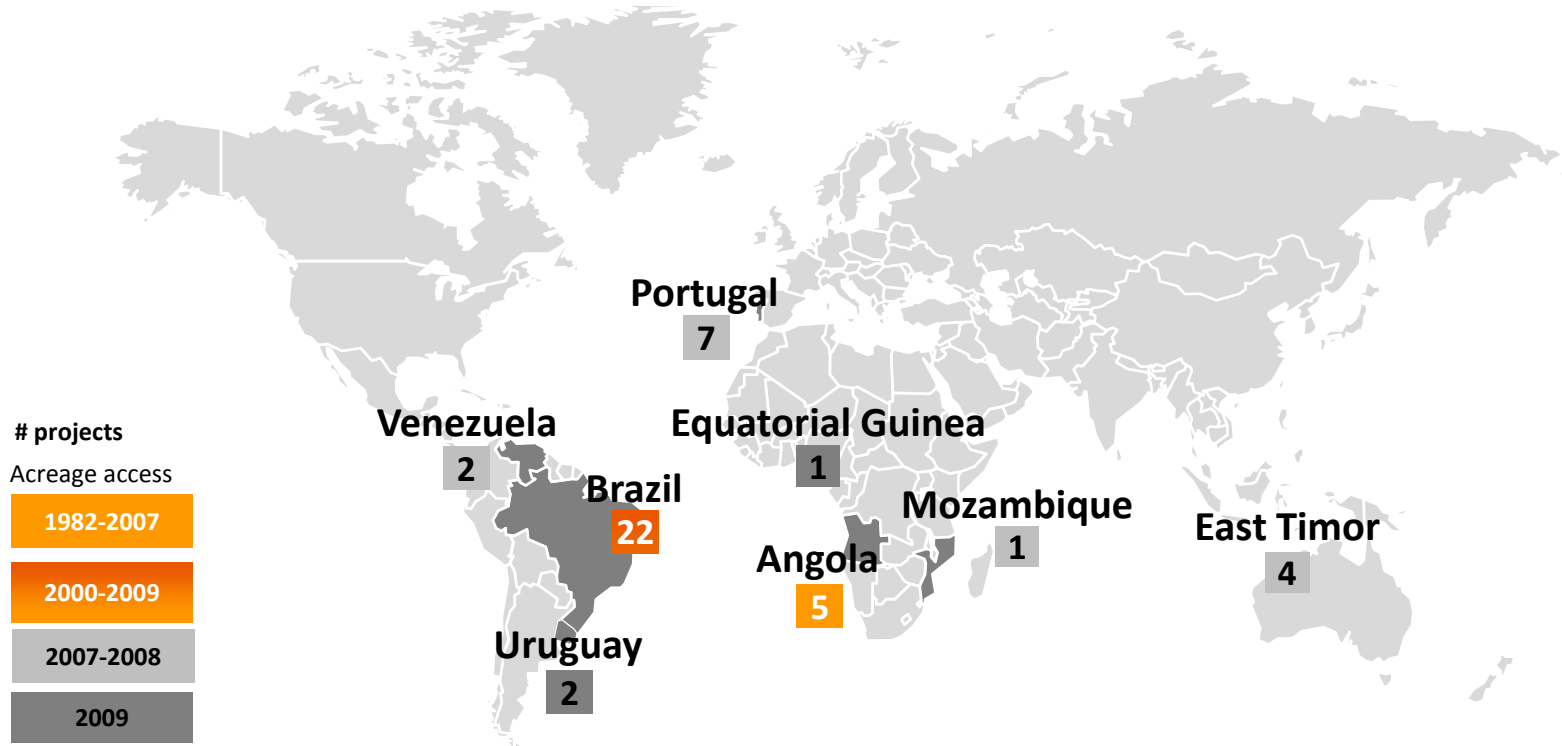 Portugal
7
Venezuela
2
Equatorial Guinea
1
Brazil
22
Mozambique
1
East Timor
4
Angola
5
Uruguay
2
# projects
Acreage access
1982-2007
2000-2009
2007-2008
2009